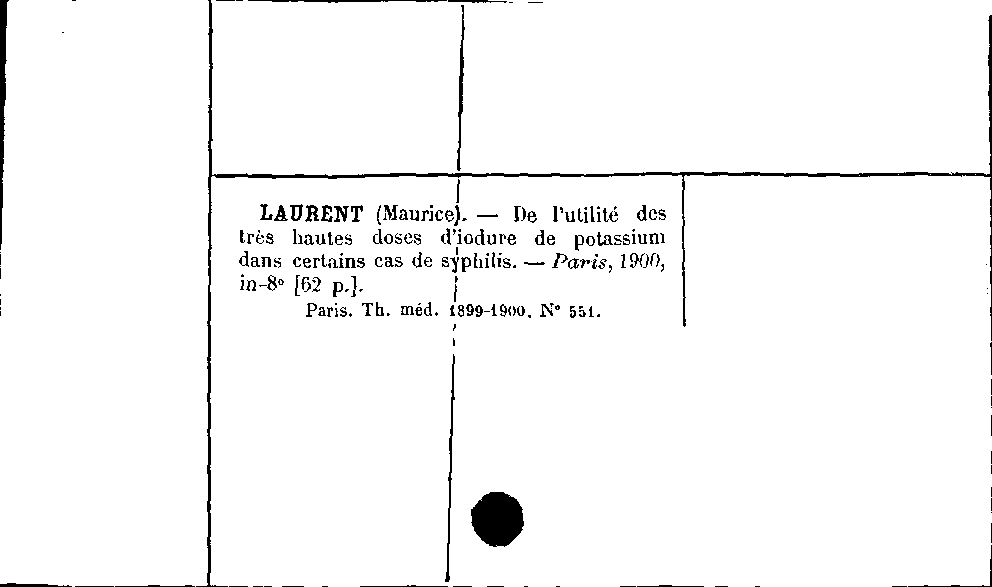 LAURENT (Maurice). — De l'utilité des
très hautes doses d'iodure de potassium
dans certains cas de syphilis. — Paris, 1900,
in-8° [62 p.].
Paris. Th. méd. 1899-1900. N° 551.